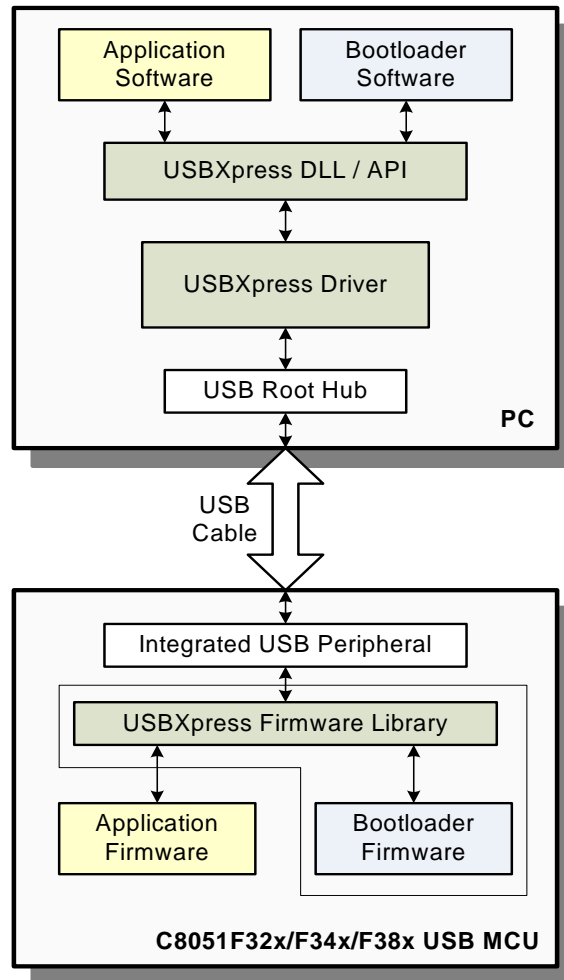 Application
Software
Bootloader
Software
USBXpress DLL / API
USBXpress Driver
USB Root Hub
PC
USB
Cable
Integrated USB Peripheral
USBXpress Firmware Library
Application
Firmware
Bootloader
Firmware
C8051F32x/F34x/F38x USB MCU